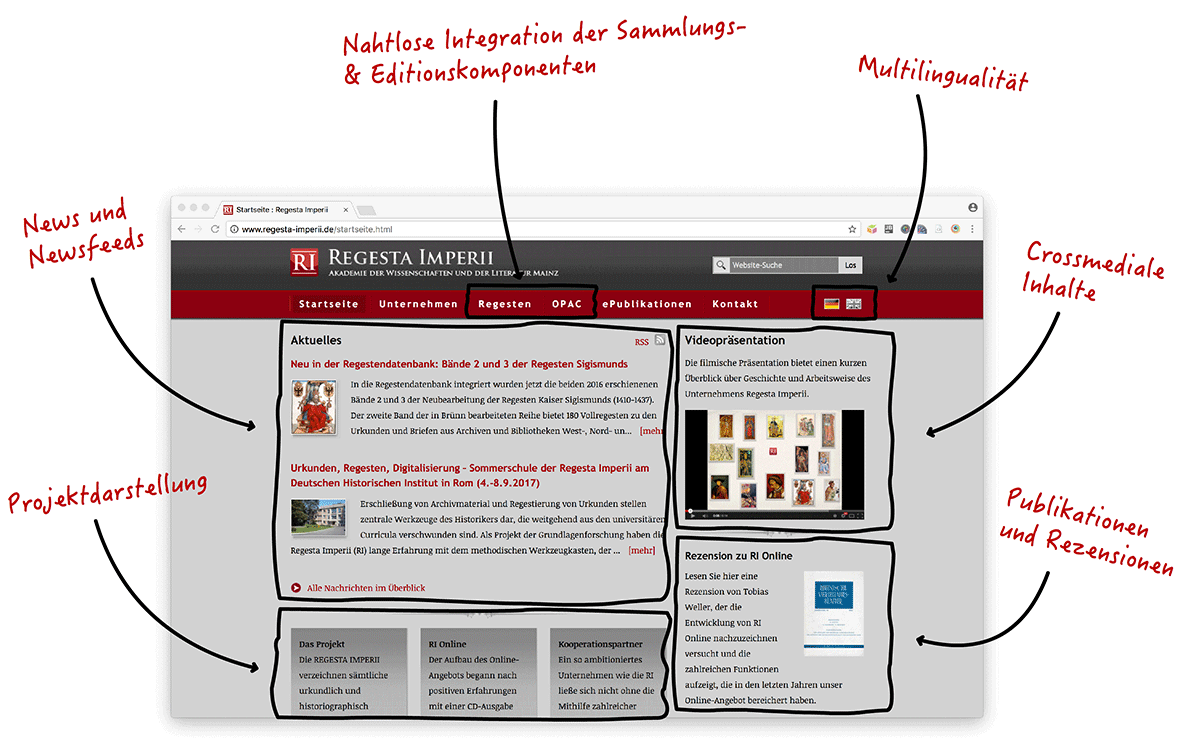 Nahtlose Integration der Sammlungs-
& Editionskomponenten
Multilingualität
News und
Newsfeeds
Crossmediale
Inhalte
Projektdarstellung
Publikationen
und Rezensionen
Startseite : Regesta Imperii
www.regesta-imperii.de/startseite.html
RI
REGESTA IMPERII
AKADEMIE DER WISSENSCHAFTEN UND DER LITERATUR MAINZ
Website-Suche
Los
Startseite Unternehmen Regesten OPAC ePublikationen Kontakt
Aktuelles
RSS
Neu in der Regestendatenbank: Bände 2 und 3 der Regesten Sigismunds
In die Regestendatenbank integriert wurden jetzt die beiden 2016 erschienenen
Bände 2 und 3 der Neubearbeitung der Regesten Kaiser Sigismunds (1410-1437).
Der zweite Band der in Brünn bearbeiteten Reihe bietet 180 Vollregesten zu den
Urkunden und Briefen aus Archiven und Bibliotheken West-, Nord- un... [mehr
Urkunden, Regesten, Digitalisierung - Sommerschule der Regesta Imperii am
Deutschen Historischen Institut in Rom (4.-8.9.2017)
Erschließung von Archivmaterial und Regestierung von Urkunden stellen
zentrale Werkzeuge des Historikers dar, die weitgehend aus den universitären
Curricula verschwunden sind. Als Projekt der Grundlagenforschung haben die
Regesta Imperii (RI) lange Erfahrung mit dem methodischen Werkzeugkasten, der ... [mehr]
Alle Nachrichten im Überblick
Das Projekt
Die REGESTA IMPERII
verzeichnen sämtliche
urkundlich und
historiographisch
RI Online
Der Aufbau des Online-
Angebots begann nach
positiven Erfahrungen
mit einer CD-Ausgabe
Kooperationspartner
Ein so ambitioniertes
Unternehmen wie die RI
ließe sich nicht ohne die
Mithilfe zahlreicher
Videopräsentation
Die filmische Präsentation bietet einen kurzen
Überblick über Geschichte und Arbeitsweise des
Unternehmens Regesta Imperii.
Rezension zu RI Online
Lesen Sie hier eine
Rezension von Tobias
Weller, der die
Entwicklung von RI
Online nachzuzeichnen
versucht und die
zahlreichen Funktionen
aufzeigt, die in den letzten Jahren unser
Online-Angebot bereichert haben.